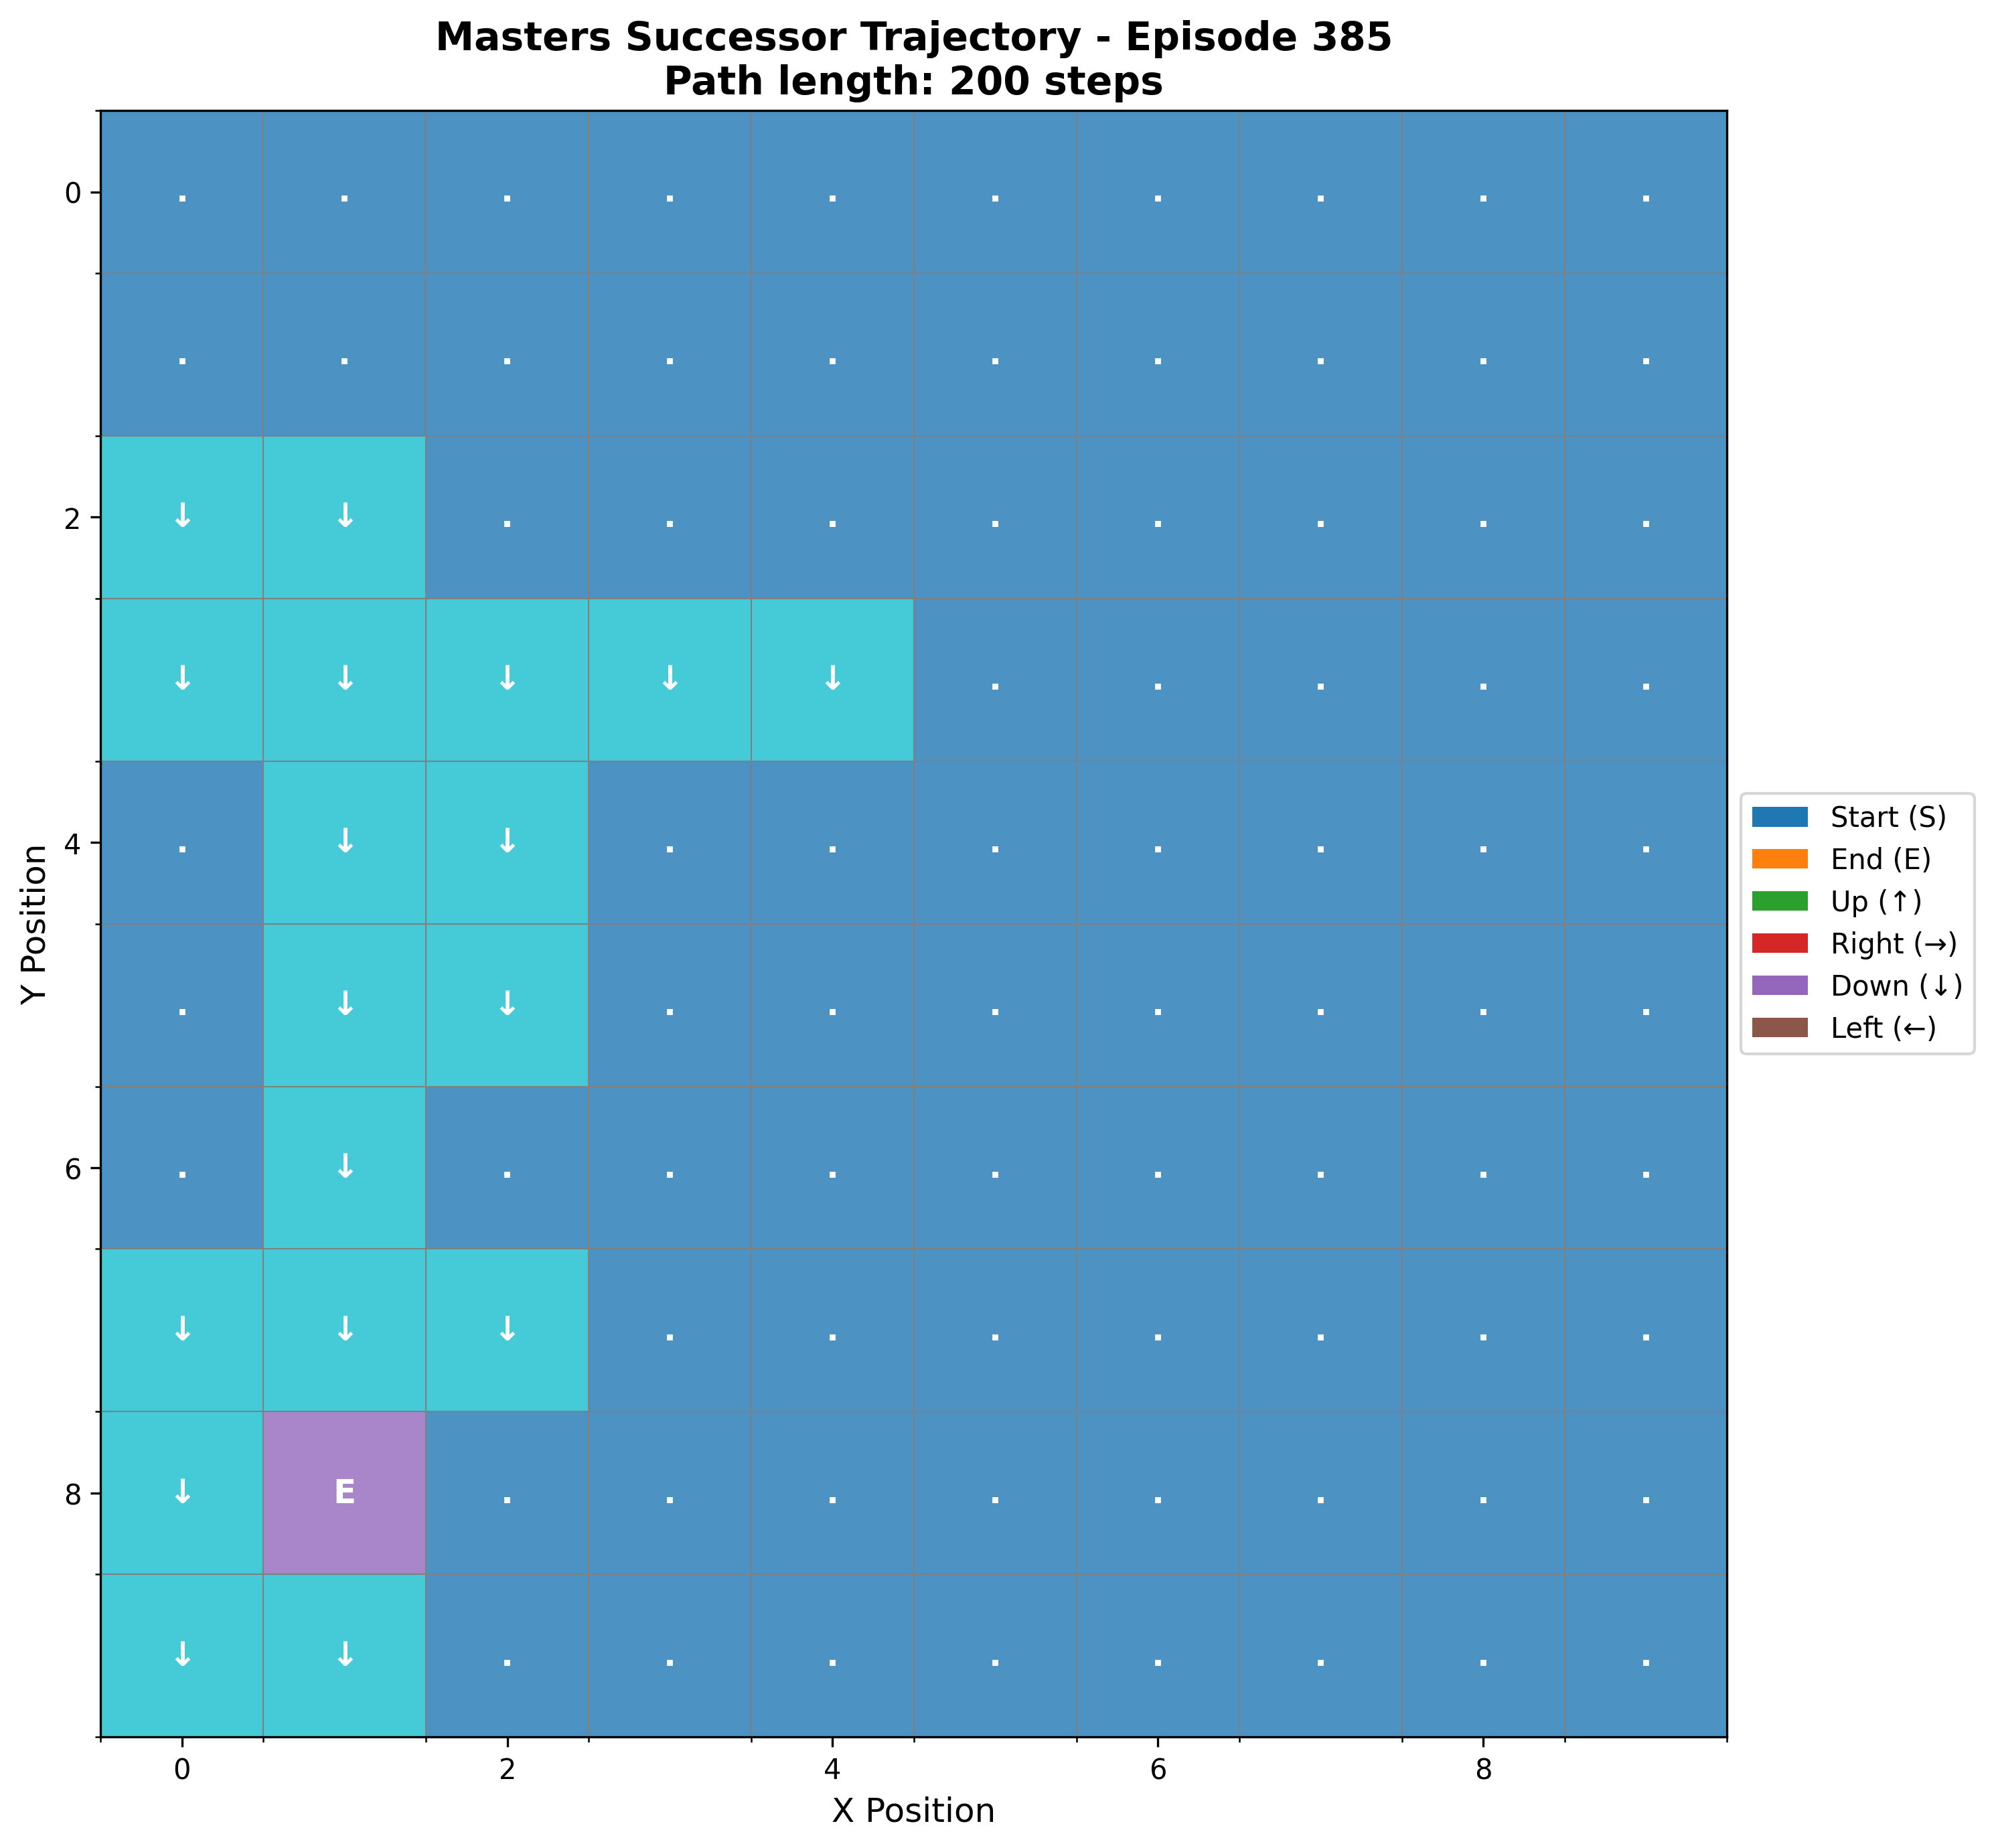 Masters Successor Trajectory - Episode 385
Path length: 200 steps
0 . . . . . . . . . .
. . . . . . . . . .
2 ↓ ↓ . . . . . . . .
↓ ↓ ↓ ↓ ↓ . . . . .
4 . ↓ ↓ . . . . . . .
. ↓ ↓ . . . . . . .
6 . ↓ . . . . . . . .
↓ ↓ ↓ . . . . . . .
8 ↓ E . . . . . . . .
↓ ↓ . . . . . . . .
0 2 4 6 8
X Position
Y Position
Start (S)
End (E)
Up (↑)
Right (→)
Down (↓)
Left (←)